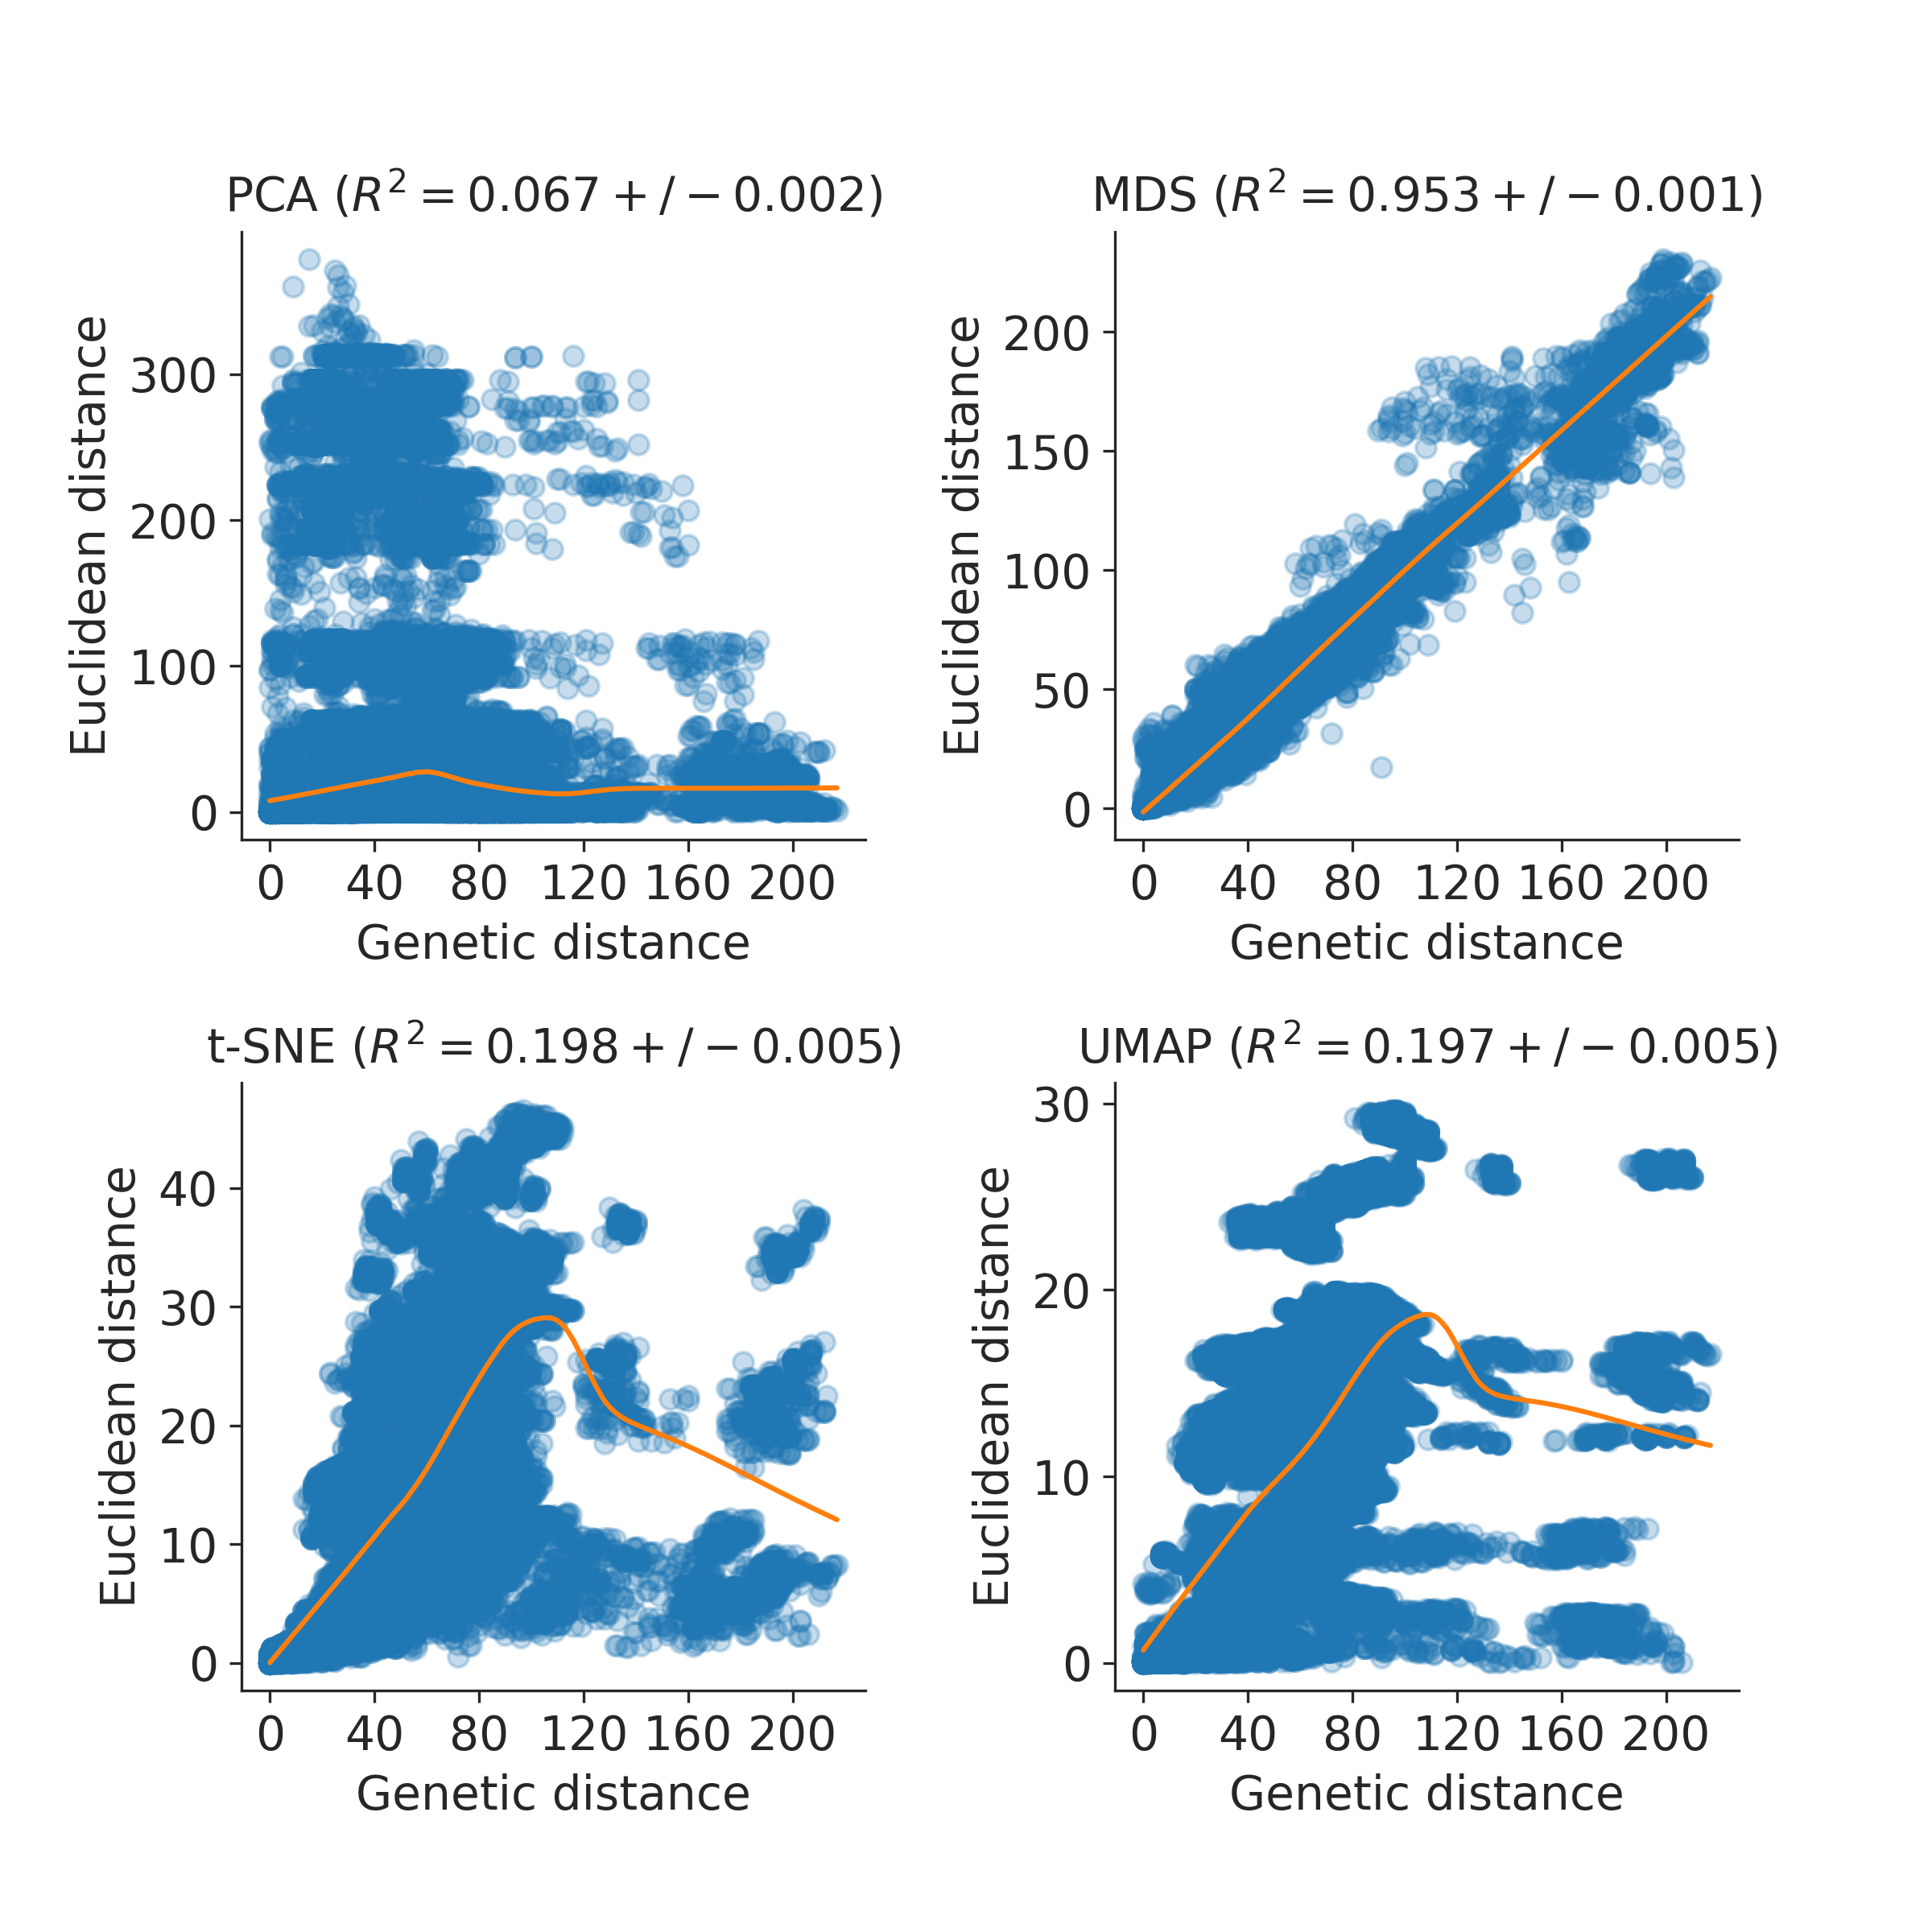 PCA (R² = 0.067 + / − 0.002)
Euclidean distance
300
200
100
0
0 40 80 120 160 200
Genetic distance
MDS (R² = 0.953 + / − 0.001)
Euclidean distance
200
150
100
50
0
0 40 80 120 160 200
Genetic distance
t-SNE (R² = 0.198 + / − 0.005)
Euclidean distance
40
30
20
10
0
0 40 80 120 160 200
Genetic distance
UMAP (R² = 0.197 + / − 0.005)
Euclidean distance
30
20
10
0
0 40 80 120 160 200
Genetic distance